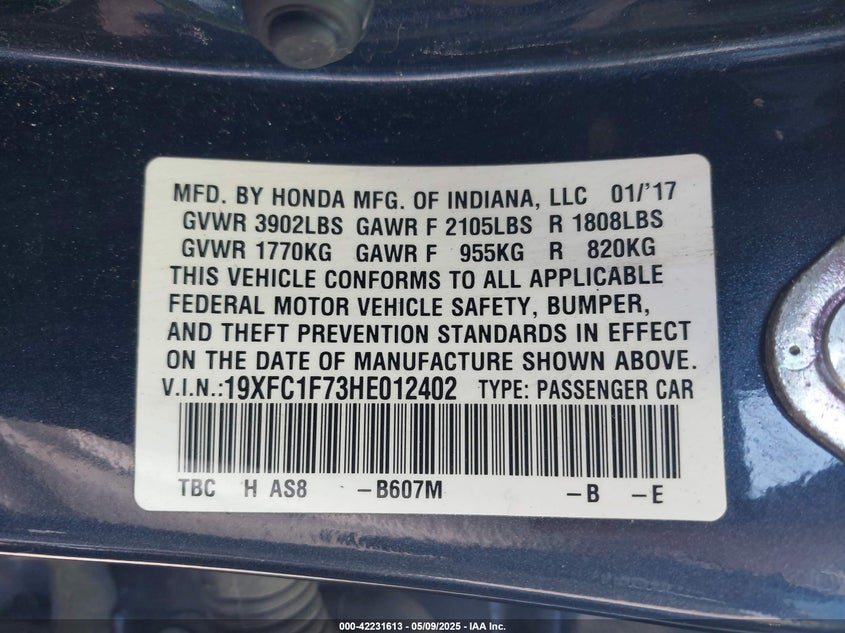 MFD. BY HONDA MFG. OF INDIANA, LLC 01/'17
GVWR 3902LBS GAWR F 2105LBS R 1808LBS
GVWR 1770KG GAWR F 955KG R 820KG
THIS VEHICLE CONFORMS TO ALL APPLICABLE
FEDERAL MOTOR VEHICLE SAFETY, BUMPER,
AND THEFT PREVENTION STANDARDS IN EFFECT
ON THE DATE OF MANUFACTURE SHOWN ABOVE.
V.I.N.:19XFC1F73HE012402 TYPE: PASSENGER CAR
TBC H AS8 –B607M –B –E
000-42231613 - 05/09/2025 - IAA Inc.